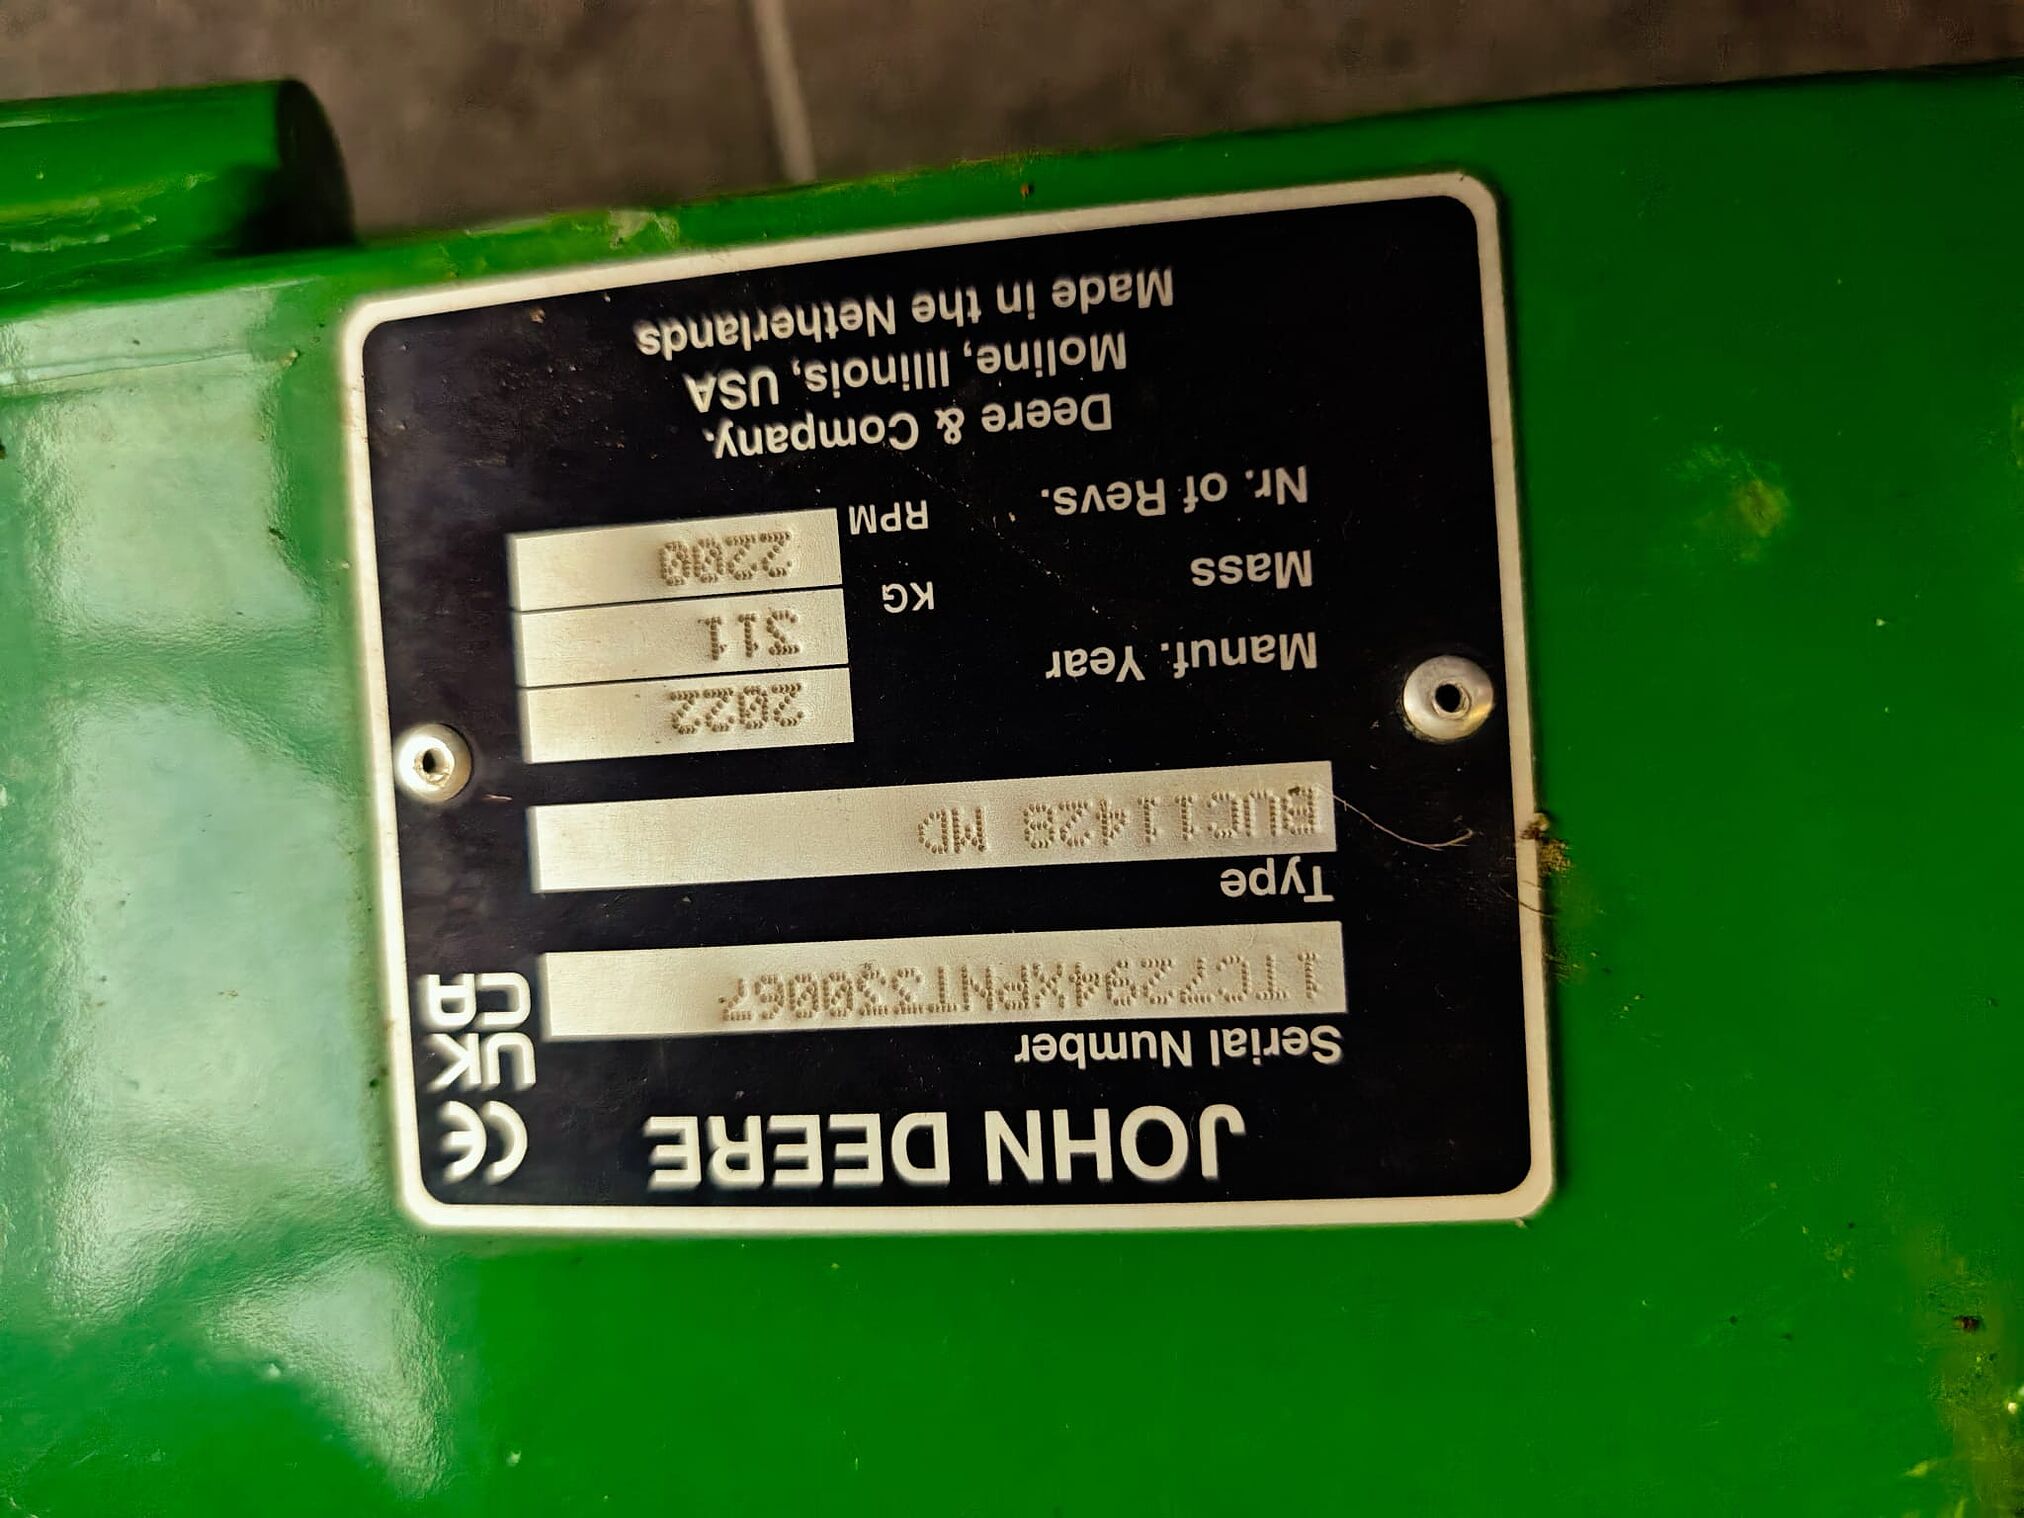 JOHN DEERE
CE
UK
CA
Serial Number
1TC7294XPNT330067
Type
BUC11428 MD
Manuf. Year 2022
Mass KG 311
Nr. of Revs. RPM 2200
Deere & Company.
Moline, Illinois, USA
Made in the Netherlands